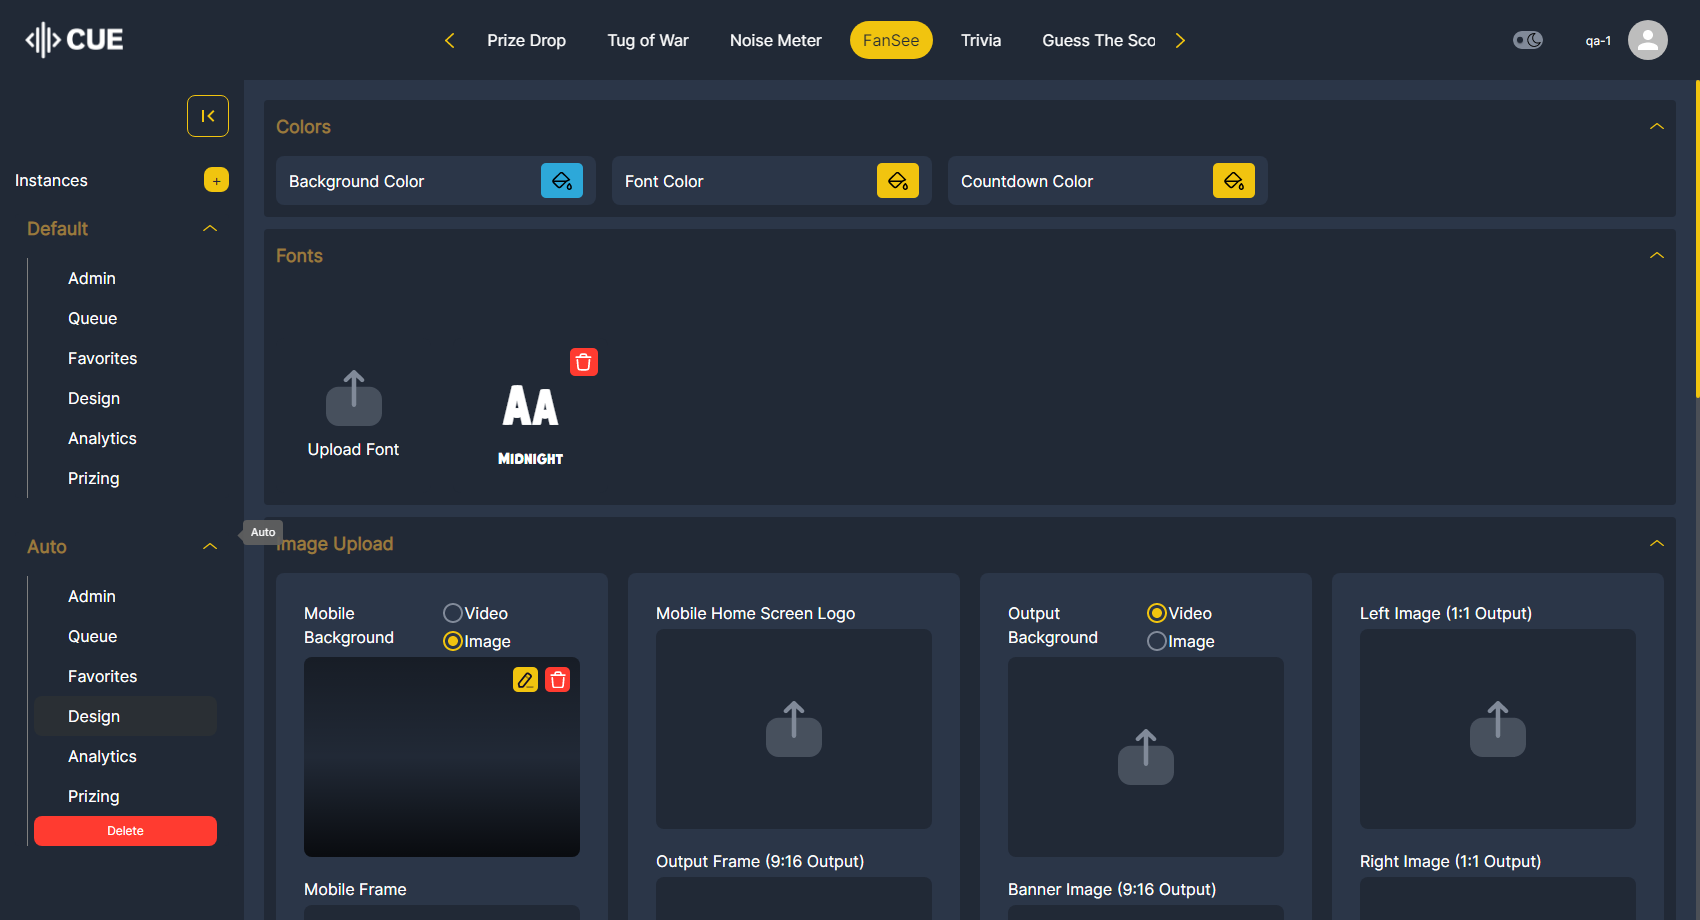 CUE
Prize Drop
Tug of War
Noise Meter
FanSee
Trivia
Guess The Sco
qa-1
Instances
+
Default
Admin
Queue
Favorites
Design
Analytics
Prizing
Auto
Admin
Queue
Favorites
Design
Analytics
Prizing
Delete
Auto
Colors
Background Color
Font Color
Countdown Color
Fonts
Upload Font
AA
MIDNIGHT
Image Upload
Mobile
Background
Video
Image
Mobile Frame
Mobile Home Screen Logo
Output Frame (9:16 Output)
Output
Background
Video
Image
Banner Image (9:16 Output)
Left Image (1:1 Output)
Right Image (1:1 Output)